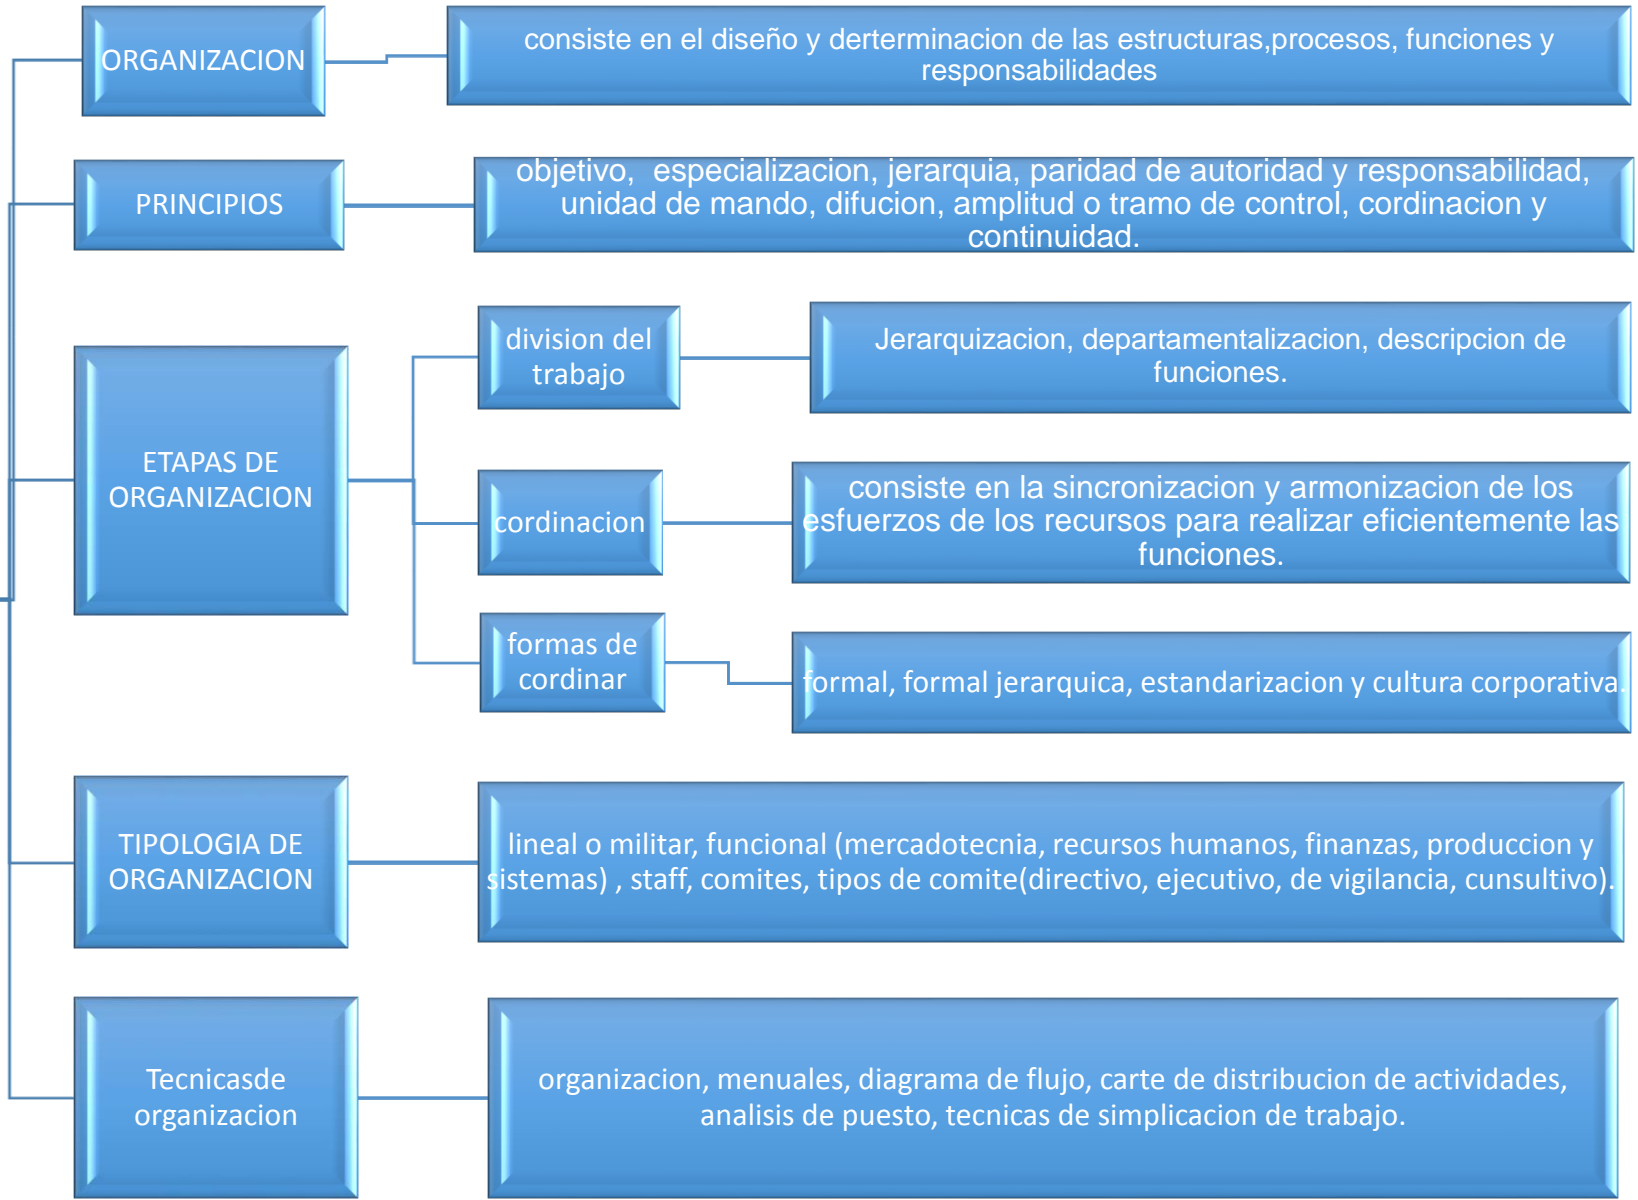 ORGANIZACION
consiste en el diseño y derterminacion de las estructuras,procesos, funciones y
responsabilidades
PRINCIPIOS
objetivo, especializacion, jerarquia, paridad de autoridad y responsabilidad,
unidad de mando, difucion, amplitud o tramo de control, cordinacion y
continuidad.
ETAPAS DE
ORGANIZACION
division del
trabajo
Jerarquizacion, departamentalizacion, descripcion de
funciones.
cordinacion
consiste en la sincronizacion y armonizacion de los
esfuerzos de los recursos para realizar eficientemente las
funciones.
formas de
cordinar
formal, formal jerarquica, estandarizacion y cultura corporativa.
TIPOLOGIA DE
ORGANIZACION
lineal o militar, funcional (mercadotecnia, recursos humanos, finanzas, produccion y
sistemas) , staff, comites, tipos de comite(directivo, ejecutivo, de vigilancia, cunsultivo).
Tecnicasde
organizacion
organizacion, menuales, diagrama de flujo, carte de distribucion de actividades,
analisis de puesto, tecnicas de simplicacion de trabajo.